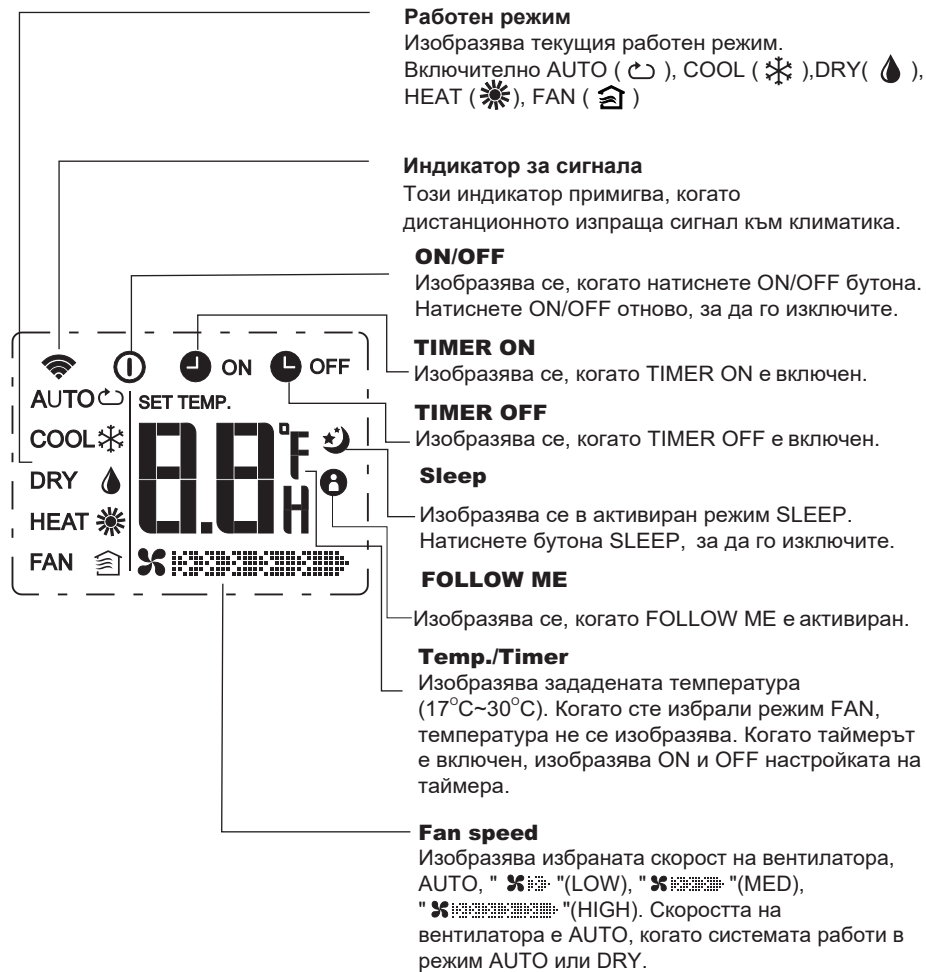 Работен режим
Изобразява текущия работен режим.
Включително AUTO ( ), COOL ( ),DRY( ),
HEAT ( ), FAN ( )
Индикатор за сигнала
Този индикатор примигва, когато
дистанционното изпраща сигнал към климатика.
ON/OFF
Изобразява се, когато натиснете ON/OFF бутона.
Натиснете ON/OFF отново, за да го изключите.
TIMER ON
Изобразява се, когато TIMER ON е включен.
TIMER OFF
Изобразява се, когато TIMER OFF е включен.
Sleep
Изобразява се в активиран режим SLEEP.
Натиснете бутона SLEEP, за да го изключите.
FOLLOW ME
Изобразява се, когато FOLLOW ME е активиран.
Temp./Timer
Изобразява зададената температура
(17°C~30°C). Когато сте избрали режим FAN,
температура не се изобразява. Когато таймерът
е включен, изобразява ON и OFF настройката на
таймера.
Fan speed
Изобразява избраната скорост на вентилатора,
AUTO, " "(LOW), " "(MED),
" "(HIGH). Скоростта на
вентилатора е AUTO, когато системата работи в
режим AUTO или DRY.
ON OFF
AUTO SET TEMP.
COOL
DRY
HEAT
FAN
8.8°F
H